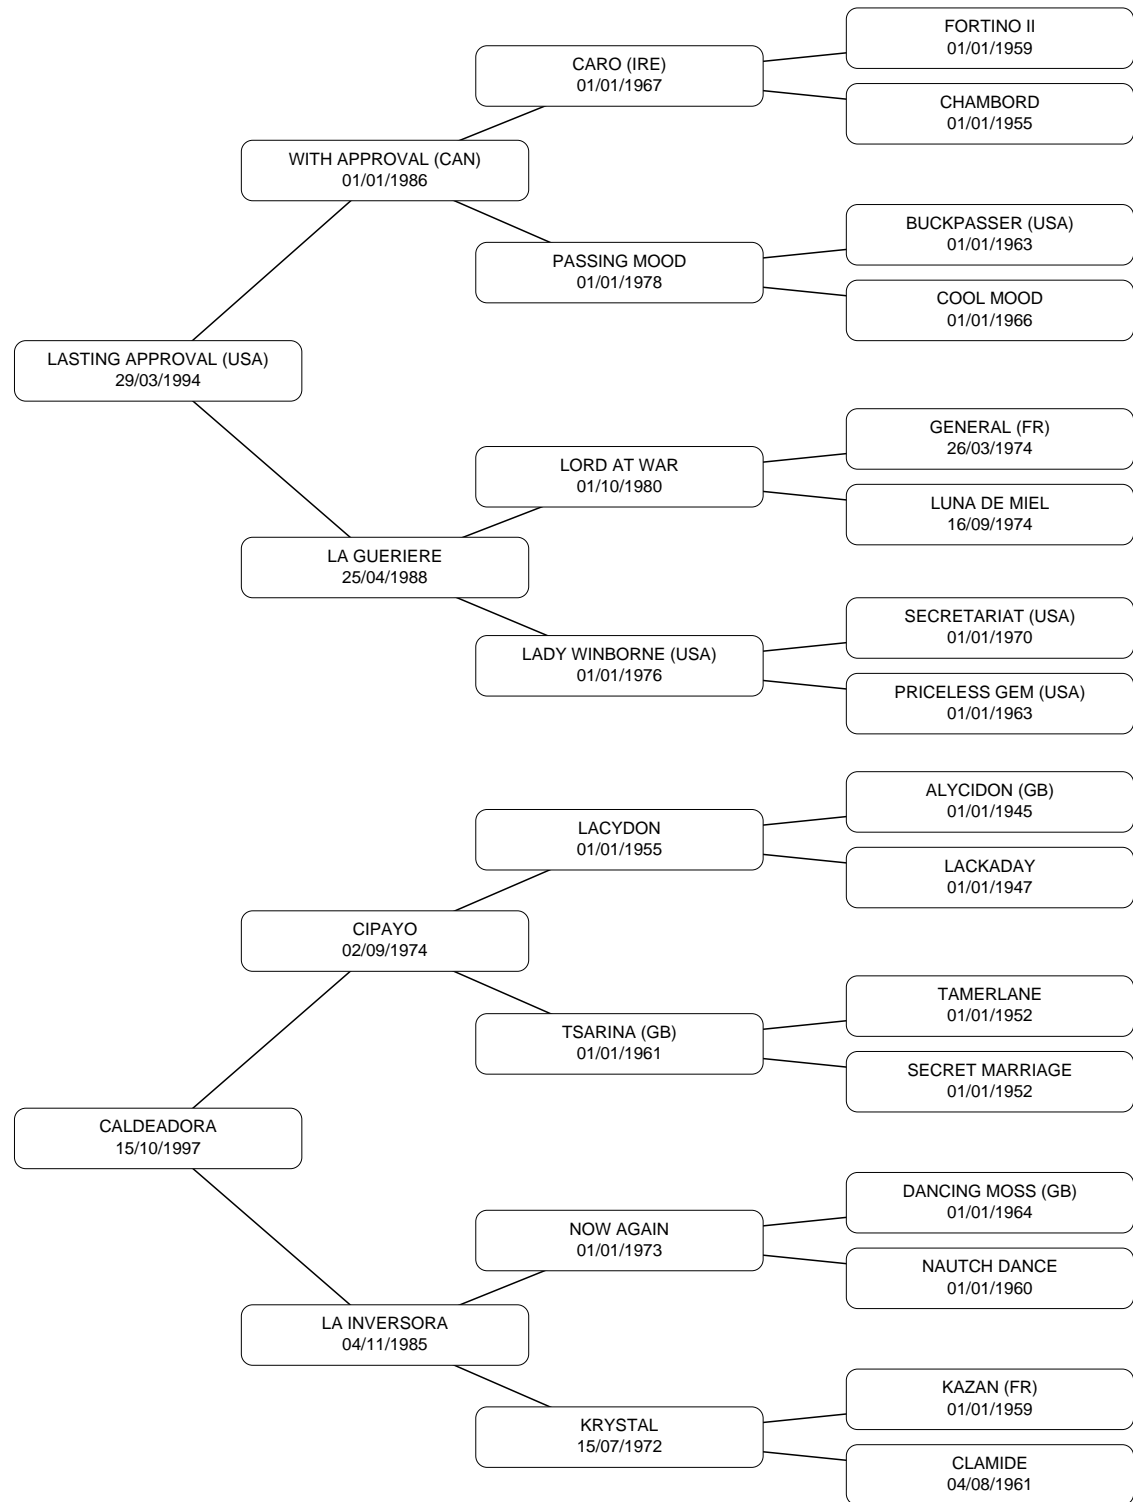 FORTINO II
01/01/1959
CARO (IRE)
01/01/1967
CHAMBORD
01/01/1955
WITH APPROVAL (CAN)
01/01/1986
BUCKPASSER (USA)
01/01/1963
PASSING MOOD
01/01/1978
COOL MOOD
01/01/1966
LASTING APPROVAL (USA)
29/03/1994
GENERAL (FR)
26/03/1974
LORD AT WAR
01/10/1980
LUNA DE MIEL
16/09/1974
LA GUERIERE
25/04/1988
SECRETARIAT (USA)
01/01/1970
LADY WINBORNE (USA)
01/01/1976
PRICELESS GEM (USA)
01/01/1963
ALYCIDON (GB)
01/01/1945
LACYDON
01/01/1955
LACKADAY
01/01/1947
CIPAYO
02/09/1974
TAMERLANE
01/01/1952
TSARINA (GB)
01/01/1961
SECRET MARRIAGE
01/01/1952
CALDEADORA
15/10/1997
DANCING MOSS (GB)
01/01/1964
NOW AGAIN
01/01/1973
NAUTCH DANCE
01/01/1960
LA INVERSORA
04/11/1985
KAZAN (FR)
01/01/1959
KRYSTAL
15/07/1972
CLAMIDE
04/08/1961